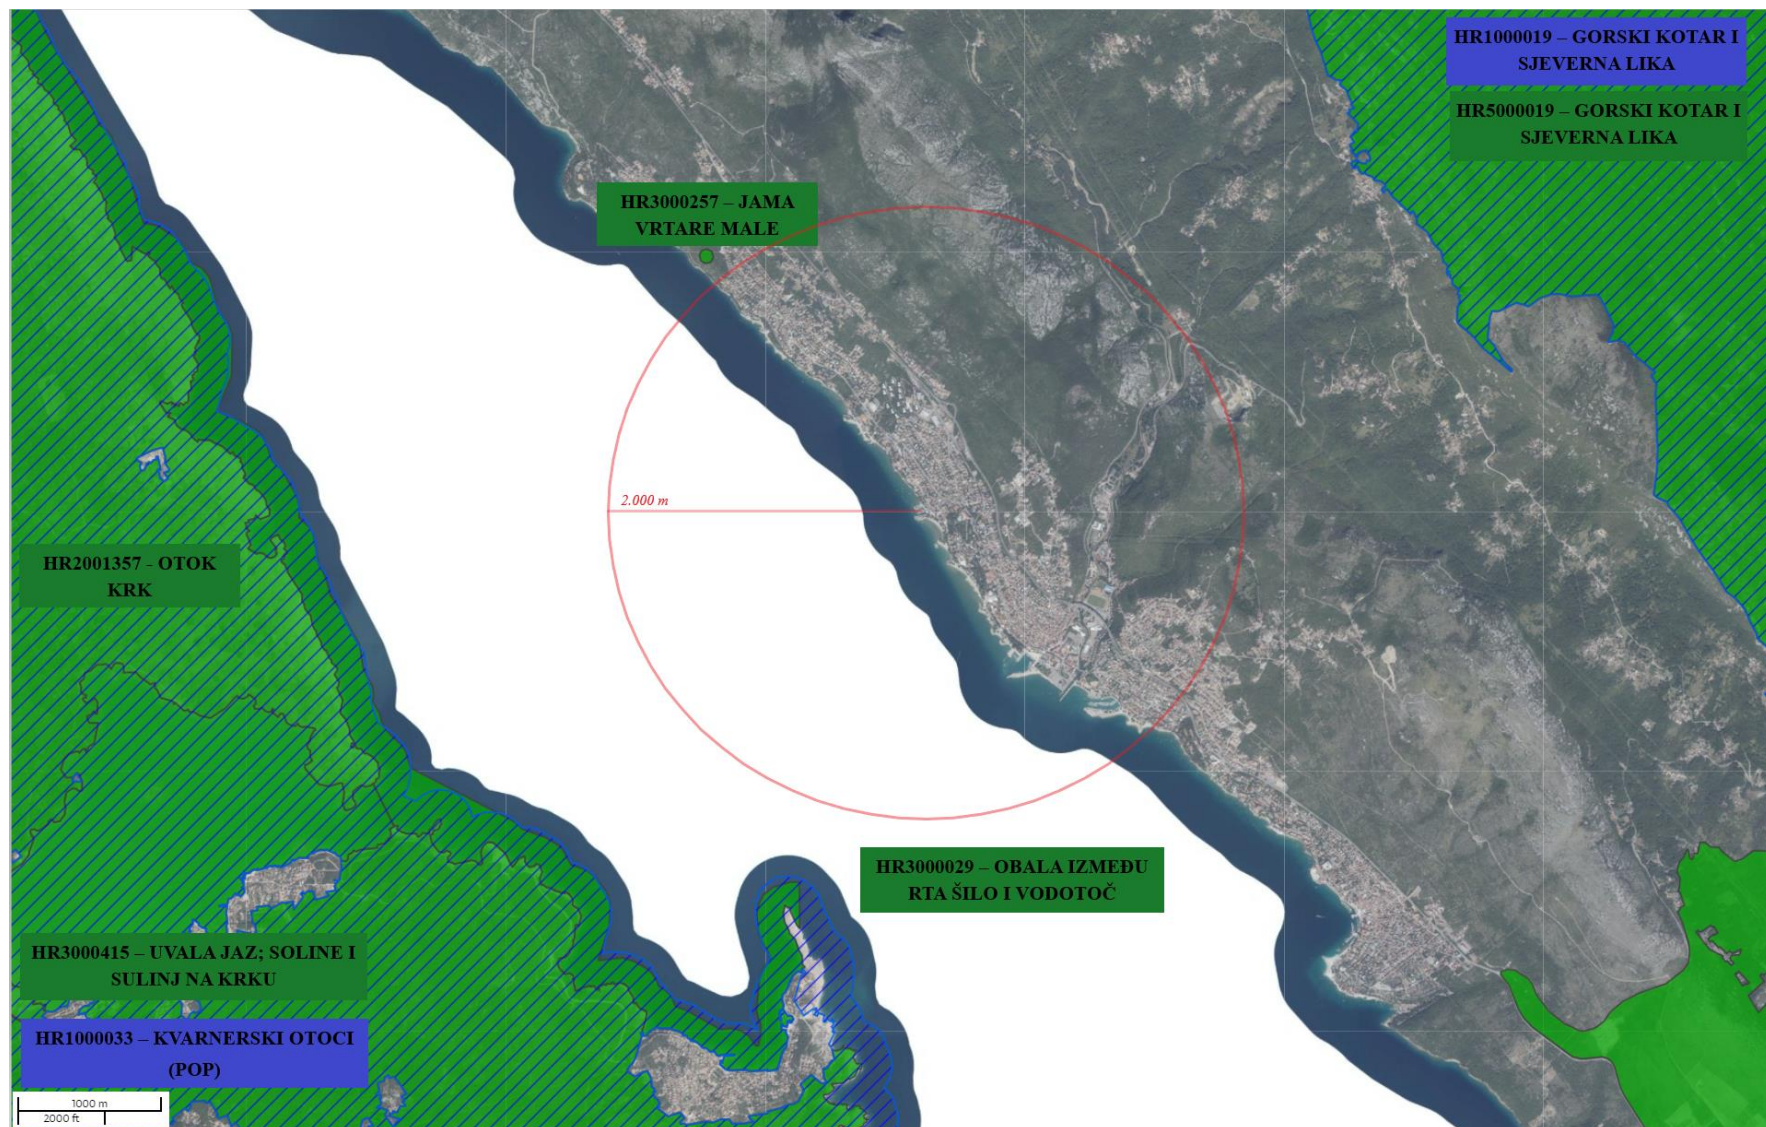 HR1000019 – GORSKI KOTAR I
SJEVERNA LIKA
HR5000019 – GORSKI KOTAR I
SJEVERNA LIKA
HR3000257 – JAMA
VRTARE MALE
2.000 m
HR2001357 - OTOK
KRK
HR3000029 – OBALA IZMEĐU
RTA ŠILO I VODOTOČ
HR3000415 – UVALA JAZ; SOLINE I
SULINJ NA KRKU
HR1000033 – KVARNERSKI OTOCI
(POP)
1000 m
2000 ft